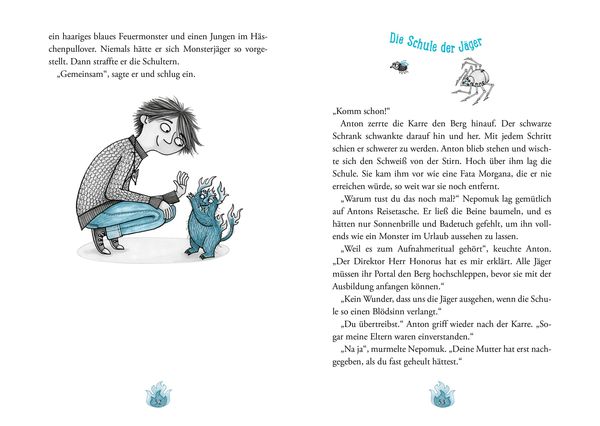 ein haariges blaues Feuermonster und einen Jungen im Häs-
chenpullover. Niemals hätte er sich Monsterjäger so vorge-
stellt. Dann straffte er die Schultern.
„Gemeinsam“, sagte er und schlug ein.
52
Die Schule der Jäger
„Komm schon!“
Anton zerrte die Karre den Berg hinauf. Der schwarze
Schrank schwankte darauf hin und her. Mit jedem Schritt
schien er schwerer zu werden. Anton blieb stehen und wisch-
te sich den Schweiß von der Stirn. Hoch über ihm lag die
Schule. Sie kam ihm vor wie eine Fata Morgana, die er nie
erreichen würde, so weit war sie noch entfernt.
„Warum tust du das noch mal?“ Nepomuk lag gemütlich
auf Antons Reisetasche. Er ließ die Beine baumeln, und es
hätten nur Sonnenbrille und Badetuch gefehlt, um ihn voll-
ends wie ein Monster im Urlaub aussehen zu lassen.
„Weil es zum Aufnahmeritual gehört“, keuchte Anton.
„Der Direktor Herr Honorus hat es mir erklärt. Alle Jäger
müssen ihr Portal den Berg hochschleppen, bevor sie mit der
Ausbildung anfangen können.“
„Kein Wunder, dass uns die Jäger ausgehen, wenn die Schu-
le so einen Blödsinn verlangt.“
„Du übertreibst.“ Anton griff wieder nach der Karre. „So-
gar meine Eltern waren einverstanden.“
„Na ja“, murmelte Nepomuk. „Deine Mutter hat erst nach-
gegeben, als du fast geheult hättest.“
53